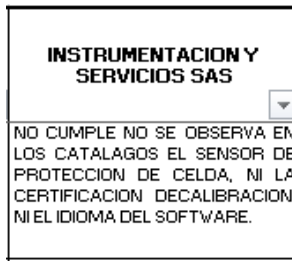 INSTRUMENTACION Y
SERVICIOS SAS
NO CUMPLE NO SE OBSERVA EN
LOS CATALAGOS EL SENSOR DE
PROTECCION DE CELDA, NI LA
CERTIFICACION DECALIBRACION
NI EL IDIOMA DEL SOFTWARE.